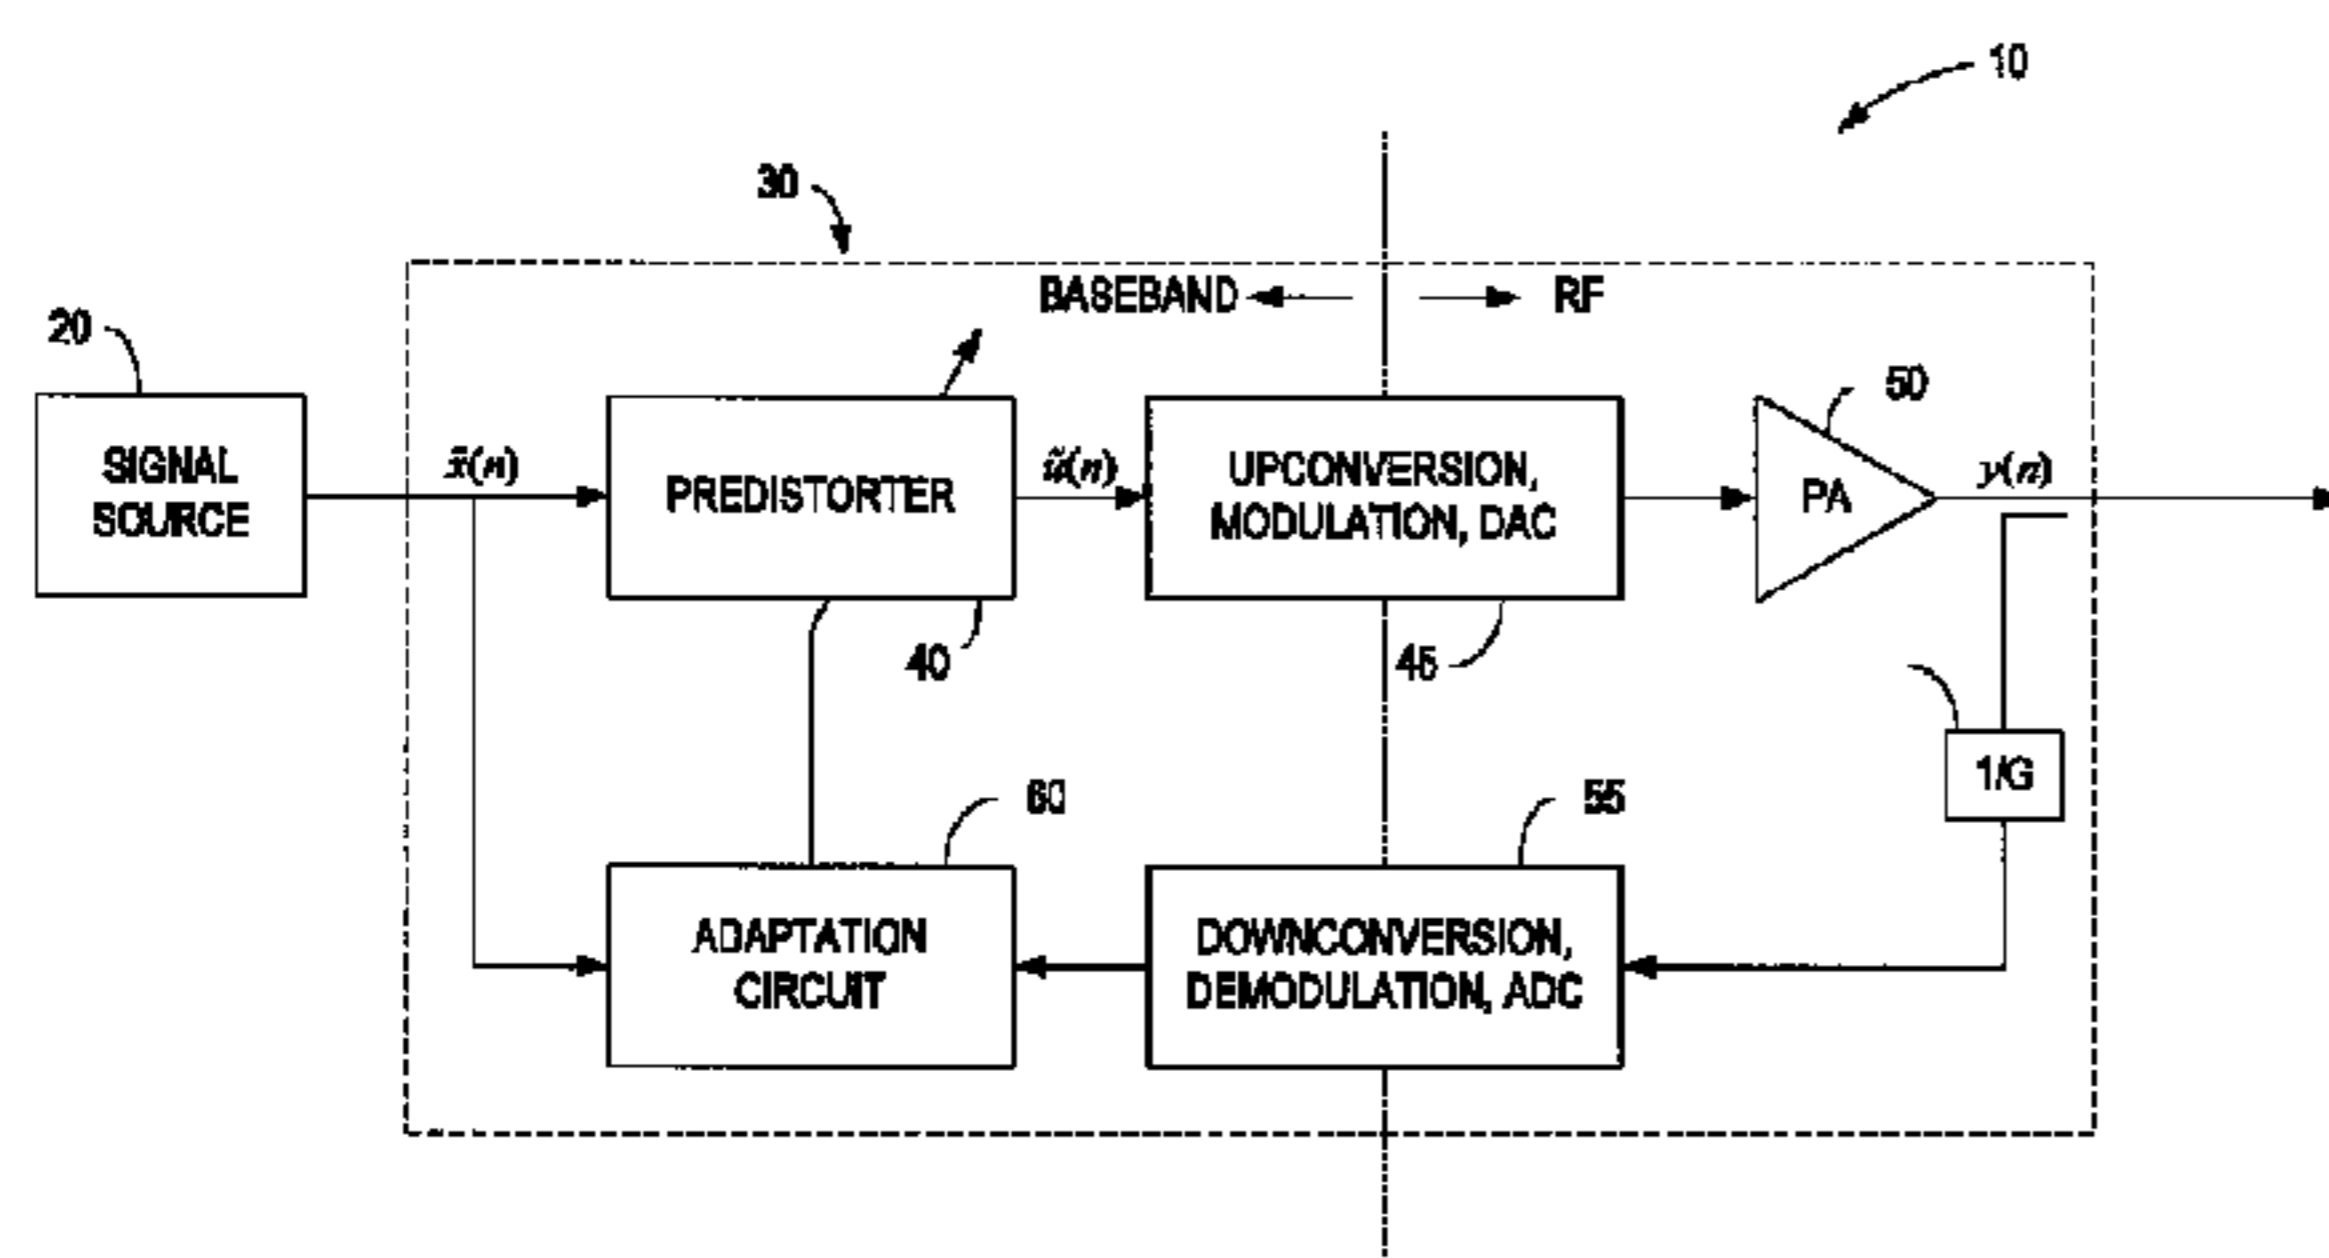 10
30
BASEBAND RF
20
50
SIGNAL
SOURCE
x̃(n)
PREDISTORTER
ũ(n)
UPCONVERSION,
MODULATION, DAC
PA
y(n)
40
45
1/G
60
55
ADAPTATION
CIRCUIT
DOWNCONVERSION,
DEMODULATION, ADC